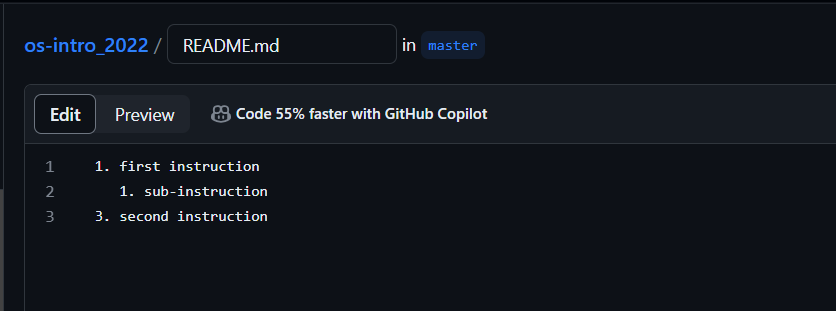 os-intro_2022 / README.md in master
Edit Preview Code 55% faster with GitHub Copilot
1 1. first instruction
2 1. sub-instruction
3 3. second instruction